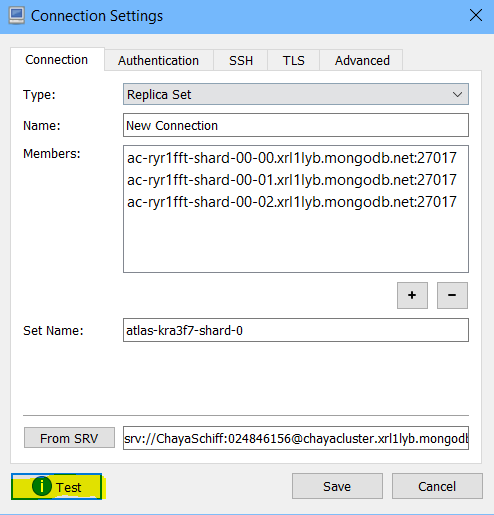 Connection Settings
Connection Authentication SSH TLS Advanced
Type: Replica Set
Name: New Connection
Members: ac-ryr1fft-shard-00-00.xrl1lyb.mongodb.net:27017
ac-ryr1fft-shard-00-01.xrl1lyb.mongodb.net:27017
ac-ryr1fft-shard-00-02.xrl1lyb.mongodb.net:27017
+ -
Set Name: atlas-kra3f7-shard-0
From SRV srv://ChayaSchiff:024846156@chayacluster.xrl1lyb.mongodb
i Test Save Cancel